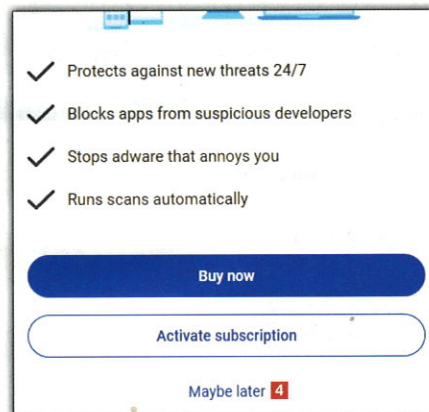 Protects against new threats 24/7
Blocks apps from suspicious developers
Stops adware that annoys you
Runs scans automatically
Buy now
Activate subscription
Maybe later 4